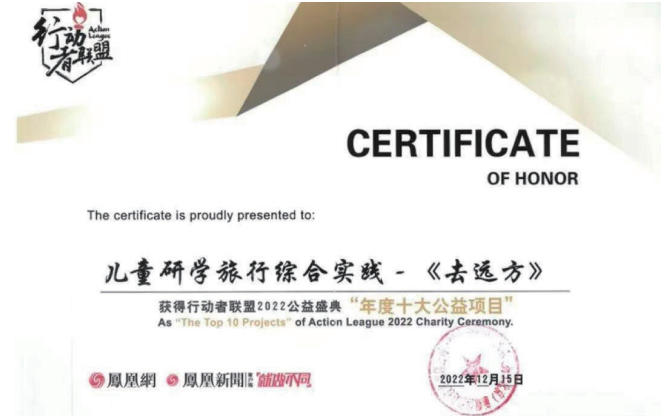 行动者联盟
Action League
CERTIFICATE
OF HONOR
The certificate is proudly presented to:
儿童研学旅行综合实践 - 《去远方》
获得行动者联盟2022公益盛典“年度十大公益项目”
As "The Top 10 Projects" of Action League 2022 Charity Ceremony.
鳳凰網 鳳凰新聞 就你不同
2022年12月15日